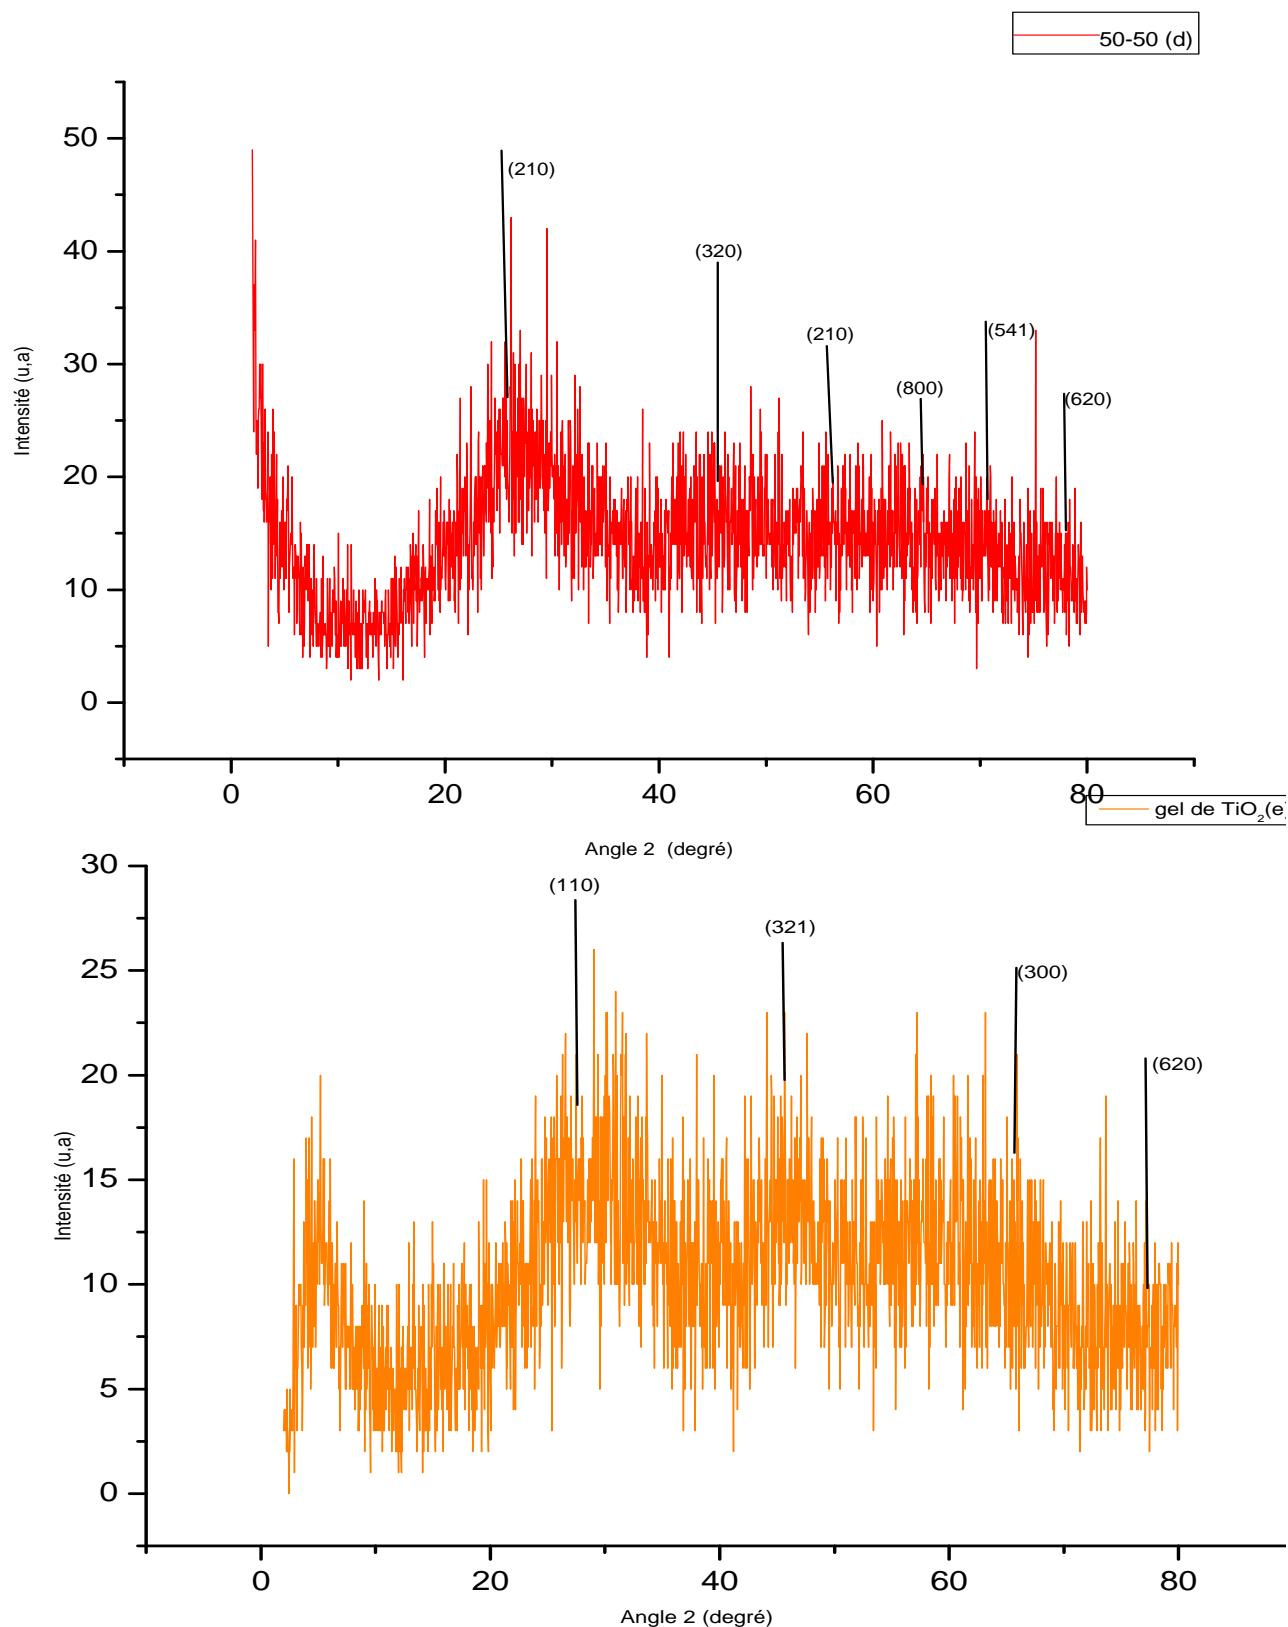 50-50 (d)
50
40
30
20
10
0
Intensité (u,a)
(210)
(320)
(210)
(800)
(541)
(620)
0 20 40 60 80
Angle 2 (degré)
gel de TiO₂(e)
30
25
20
15
10
5
0
Intensité (u,a)
(110)
(321)
(300)
(620)
0 20 40 60 80
Angle 2 (degré)